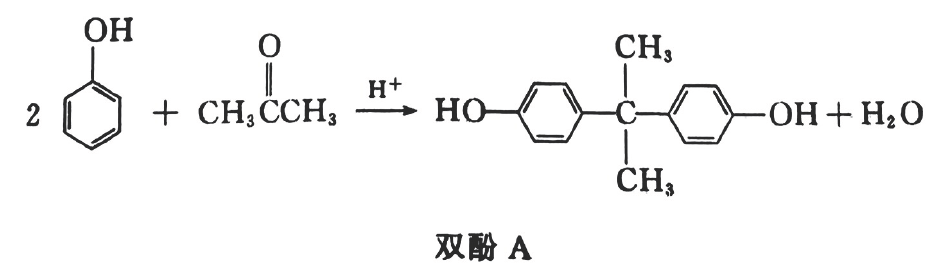 OH
O
2 + CH₃CCH₃ H⁺ HO C OH + H₂O
CH₃
CH₃
双酚 A